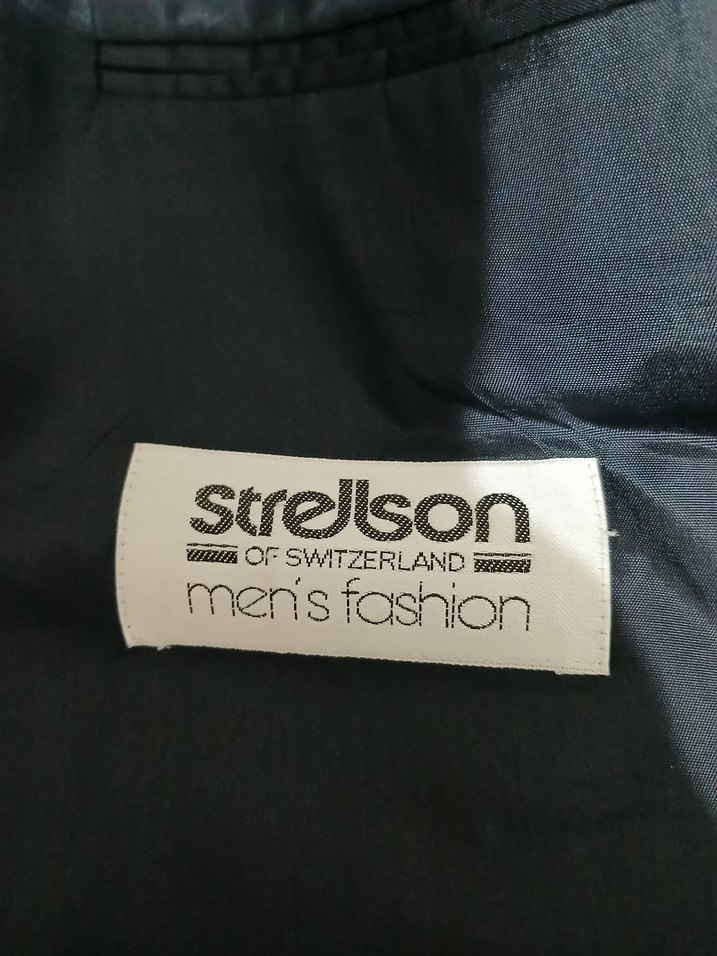 strellson
OF SWITZERLAND
men's fashion